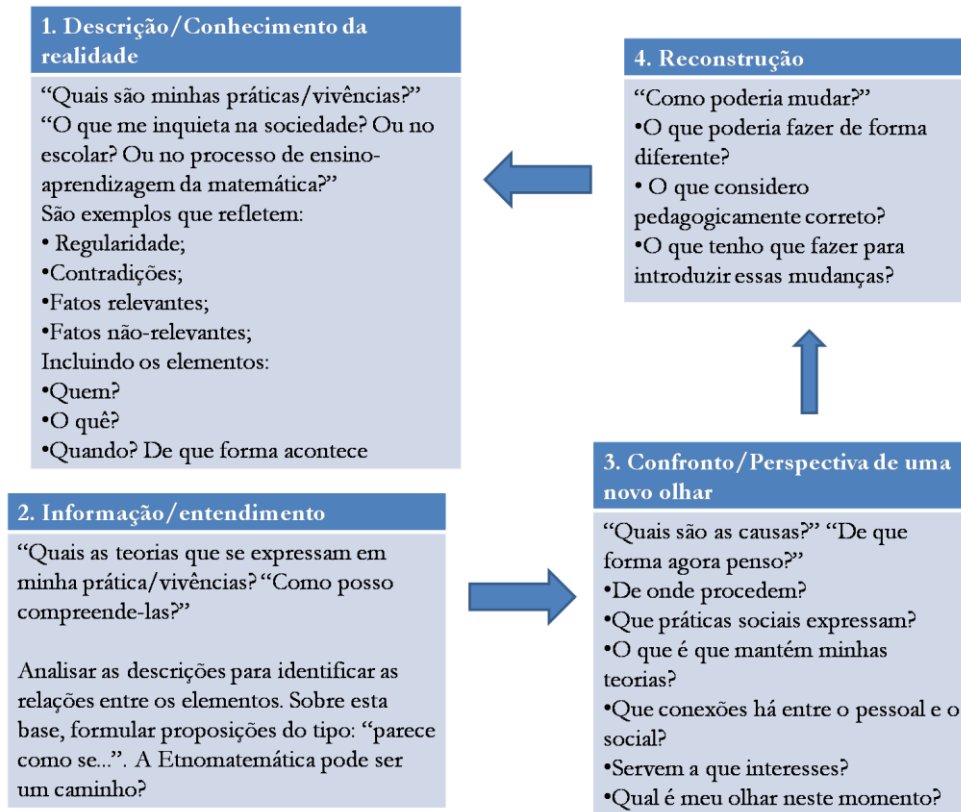 1. Descrição/Conhecimento da
realidade
“Quais são minhas práticas/vivências?”
“O que me inquieta na sociedade? Ou no
escolar? Ou no processo de ensino-
aprendizagem da matemática?”
São exemplos que refletem:
• Regularidade;
•Contradições;
•Fatos relevantes;
•Fatos não-relevantes;
Incluindo os elementos:
•Quem?
•O quê?
•Quando? De que forma acontece
2. Informação/entendimento
“Quais as teorias que se expressam em
minha prática/vivências? “Como posso
compreende-las?”
Analisar as descrições para identificar as
relações entre os elementos. Sobre esta
base, formular proposições do tipo: “parece
como se...”. A Etnomatemática pode ser
um caminho?
3. Confronto/Perspectiva de uma
novo olhar
“Quais são as causas?” “De que
forma agora penso?”
•De onde procedem?
•Que práticas sociais expressam?
•O que é que mantém minhas
teorias?
•Que conexões há entre o pessoal e o
social?
•Servem a que interesses?
•Qual é meu olhar neste momento?
4. Reconstrução
“Como poderia mudar?”
•O que poderia fazer de forma
diferente?
• O que considero
pedagogicamente correto?
•O que tenho que fazer para
introduzir essas mudanças?